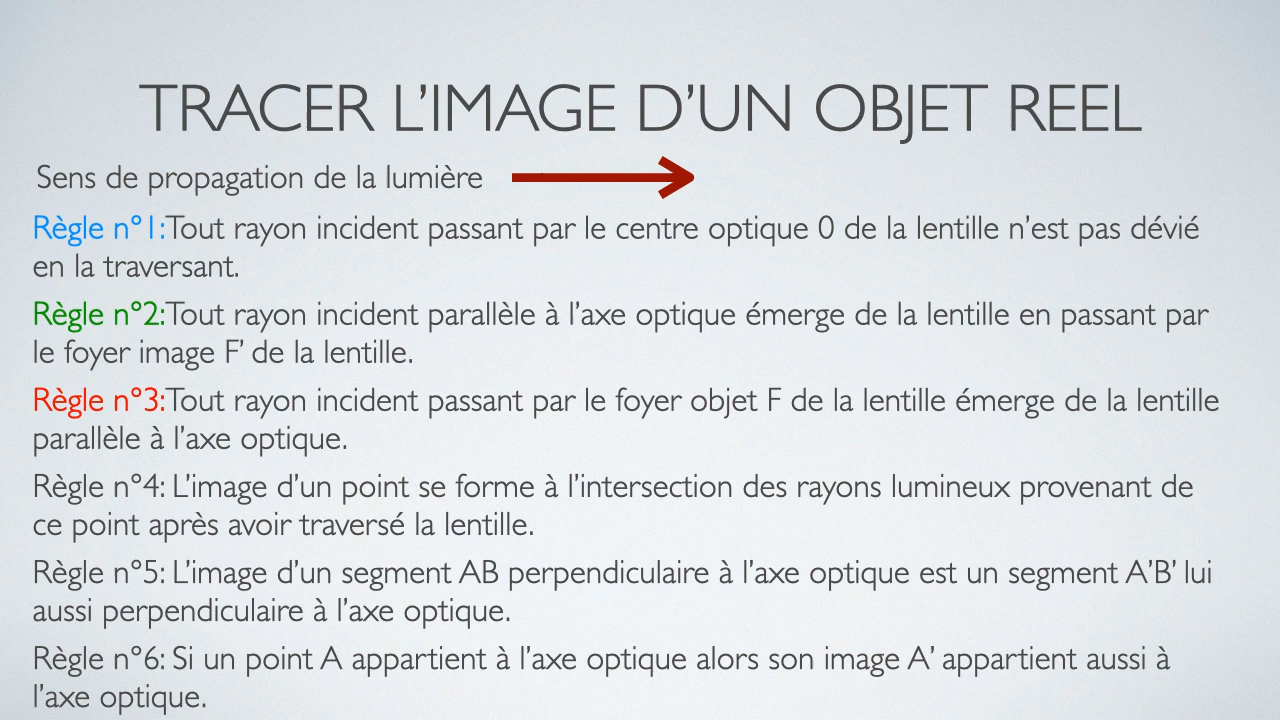 TRACER L’IMAGE D’UN OBJET REEL
Sens de propagation de la lumière
Règle n°1: Tout rayon incident passant par le centre optique 0 de la lentille n’est pas dévié
en la traversant.
Règle n°2: Tout rayon incident parallèle à l’axe optique émerge de la lentille en passant par
le foyer image F’ de la lentille.
Règle n°3: Tout rayon incident passant par le foyer objet F de la lentille émerge de la lentille
parallèle à l’axe optique.
Règle n°4: L’image d’un point se forme à l’intersection des rayons lumineux provenant de
ce point après avoir traversé la lentille.
Règle n°5: L’image d’un segment AB perpendiculaire à l’axe optique est un segment A’B’ lui
aussi perpendiculaire à l’axe optique.
Règle n°6: Si un point A appartient à l’axe optique alors son image A’ appartient aussi à
l’axe optique.